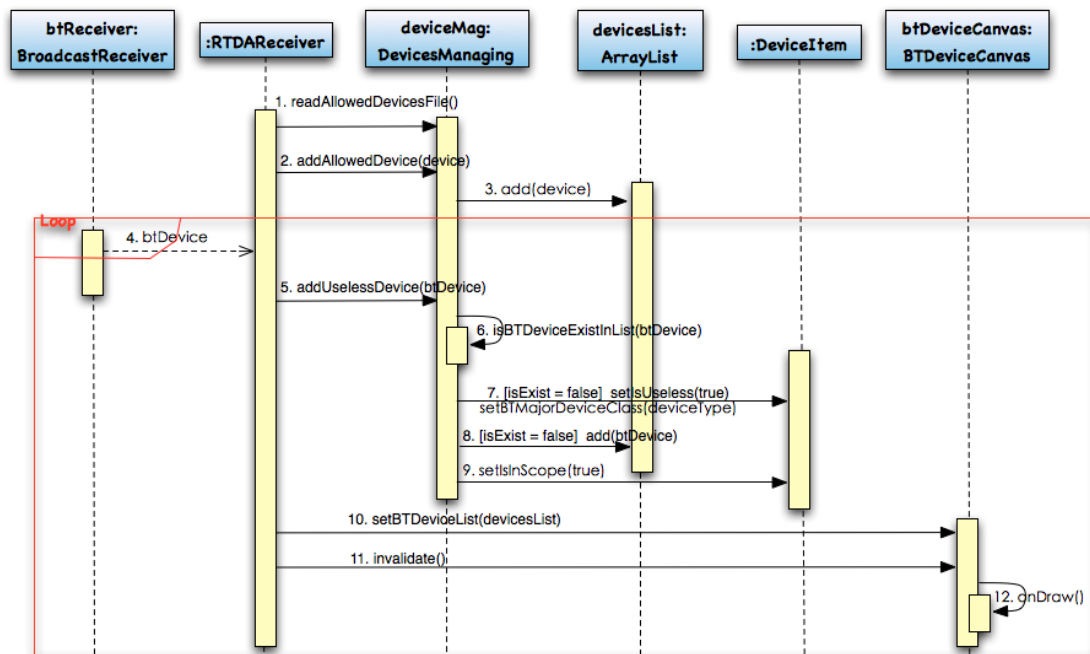 btReceiver:
BroadcastReceiver
:RTDAReceiver
deviceMag:
DevicesManaging
devicesList:
ArrayList
:DeviceItem
btDeviceCanvas:
BTDeviceCanvas
1. readAllowedDevicesFile()
2. addAllowedDevice(device)
3. add(device)
Loop
4. btDevice
5. addUselessDevice(btDevice)
6. isBTDeviceExistInList(btDevice)
7. [isExist = false] setIsUseless(true)
setBTMajorDeviceClass(deviceType)
8. [isExist = false] add(btDevice)
9. setIsInScope(true)
10. setBTDeviceList(devicesList)
11. invalidate()
12. onDraw()